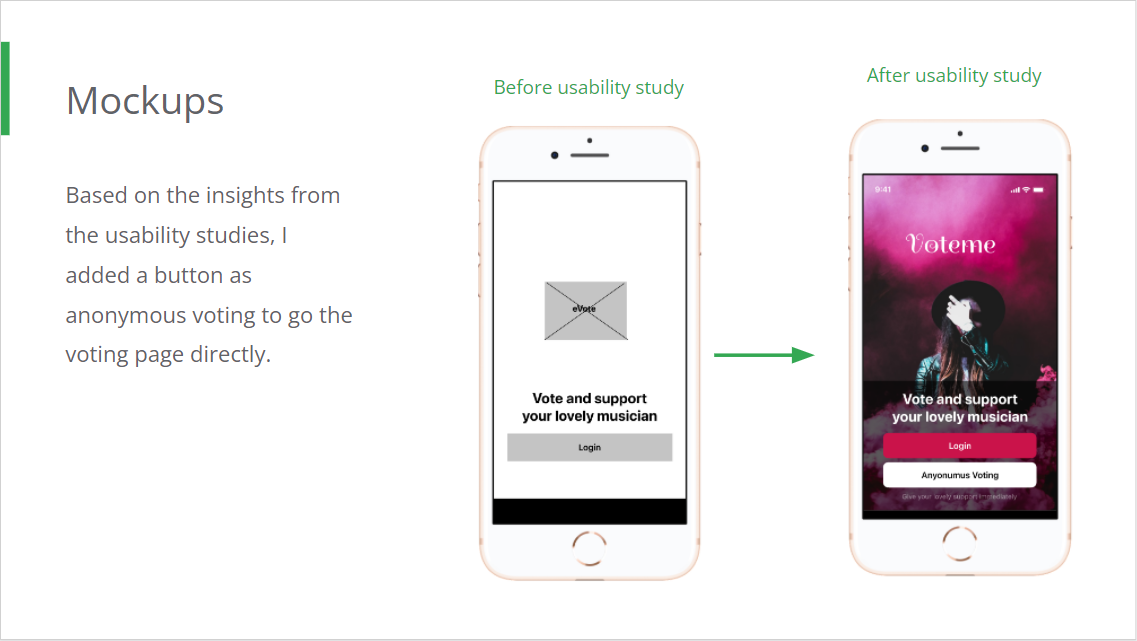 Mockups
Based on the insights from
the usability studies, I
added a button as
anonymous voting to go the
voting page directly.
Before usability study
eVote
Vote and support
your lovely musician
Login
After usability study
9:41
Voteme
Vote and support
your lovely musician
Login
Anyonumus Voting
Give your lovely support immediately